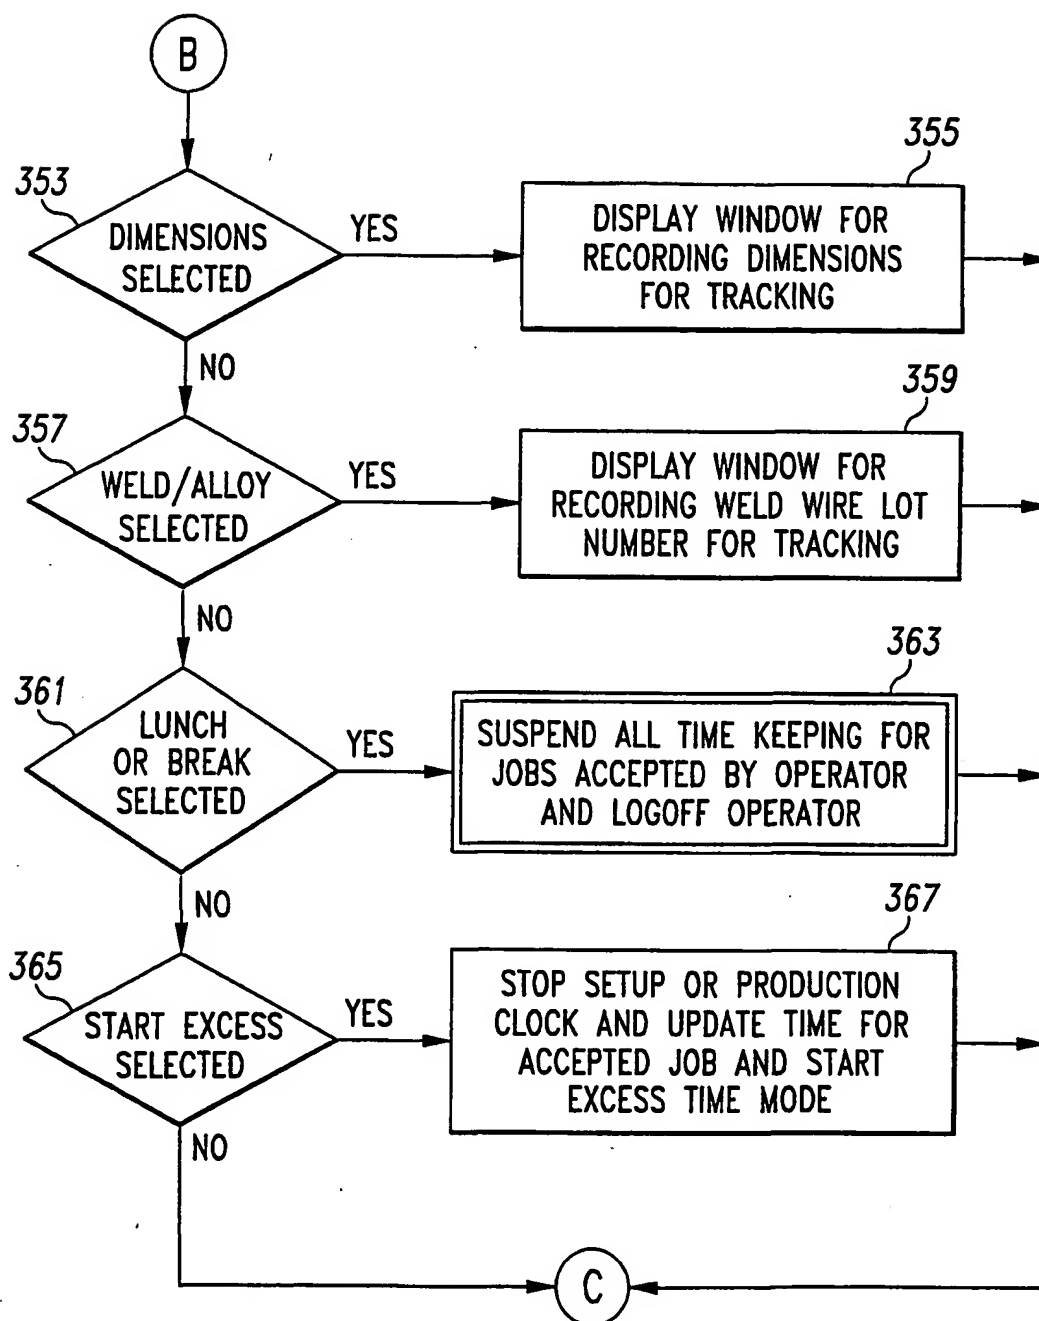 B
353
DIMENSIONS
SELECTED
YES
355
DISPLAY WINDOW FOR
RECORDING DIMENSIONS
FOR TRACKING
NO
357
WELD/ALLOY
SELECTED
YES
359
DISPLAY WINDOW FOR
RECORDING WELD WIRE LOT
NUMBER FOR TRACKING
NO
361
LUNCH
OR BREAK
SELECTED
YES
363
SUSPEND ALL TIME KEEPING FOR
JOBS ACCEPTED BY OPERATOR
AND LOGOFF OPERATOR
NO
365
START EXCESS
SELECTED
YES
367
STOP SETUP OR PRODUCTION
CLOCK AND UPDATE TIME FOR
ACCEPTED JOB AND START
EXCESS TIME MODE
NO
C